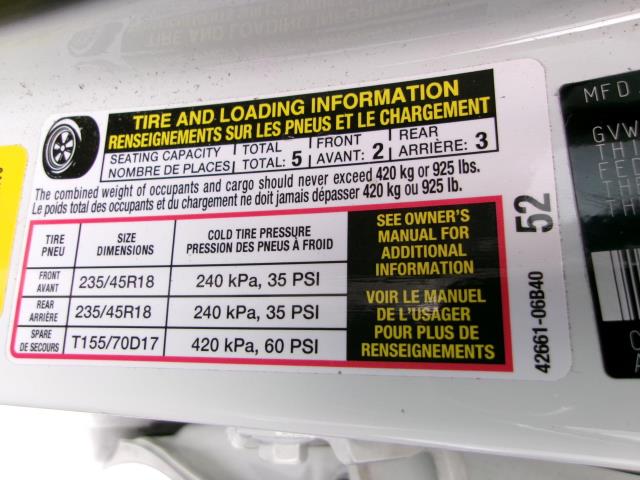 TIRE AND LOADING INFORMATION
RENSEIGNEMENTS SUR LES PNEUS ET LE CHARGEMENT
SEATING CAPACITY TOTAL FRONT REAR
NOMBRE DE PLACES TOTAL: 5 AVANT: 2 ARRIÈRE: 3
The combined weight of occupants and cargo should never exceed 420 kg or 925 lbs.
Le poids total des occupants et du chargement ne doit jamais dépasser 420 kg ou 925 lb.
TIRE SIZE COLD TIRE PRESSURE
PNEU DIMENSIONS PRESSION DES PNEUS À FROID
FRONT
AVANT 235/45R18 240 kPa, 35 PSI
REAR
ARRIÈRE 235/45R18 240 kPa, 35 PSI
SPARE
DE SECOURS T155/70D17 420 kPa, 60 PSI
SEE OWNER'S
MANUAL FOR
ADDITIONAL
INFORMATION
VOIR LE MANUEL
DE L'USAGER
POUR PLUS DE
RENSEIGNEMENTS
52
42661-06B40
MFD
GVW